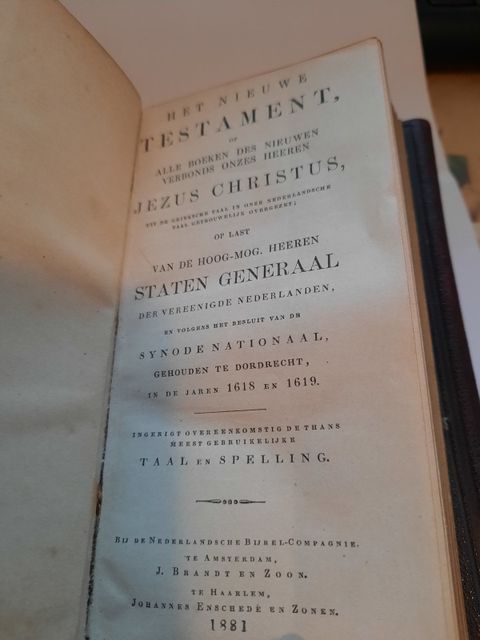 HET NIEUWE
TESTAMENT,
OF
ALLE BOEKEN DES NIEUWEN
VERBONDS ONZES HEEREN
JEZUS CHRISTUS,
UIT DE GRIEKSCHE TAAL IN ONZE NEDERLANDSCHE
TAAL GETROUWELIJK OVERGEZET;
OP LAST
VAN DE HOOG-MOG. HEEREN
STATEN GENERAAL
DER VEREENIGDE NEDERLANDEN,
EN VOLGENS HET BESLUIT VAN DE
SYNODE NATIONAAL,
GEHOUDEN TE DORDRECHT,
IN DE JAREN 1618 EN 1619.
INGERIGT OVEREENKOMSTIG DE THANS
MEEST GEBRUIKELIJKE
TAAL EN SPELLING.
BIJ DE NEDERLANDSCHE BIJBEL-COMPAGNIE.
TE AMSTERDAM,
J. BRANDT EN ZOON.
TE HAARLEM,
JOHANNES ENSCHEDÉ EN ZONEN.
1881